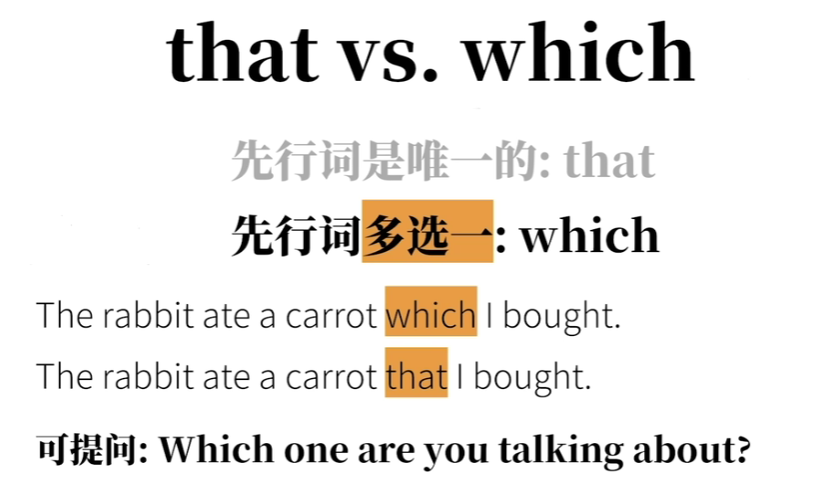 that vs. which
先行词是唯一的: that
先行词多选一: which
The rabbit ate a carrot which I bought.
The rabbit ate a carrot that I bought.
可提问: Which one are you talking about?